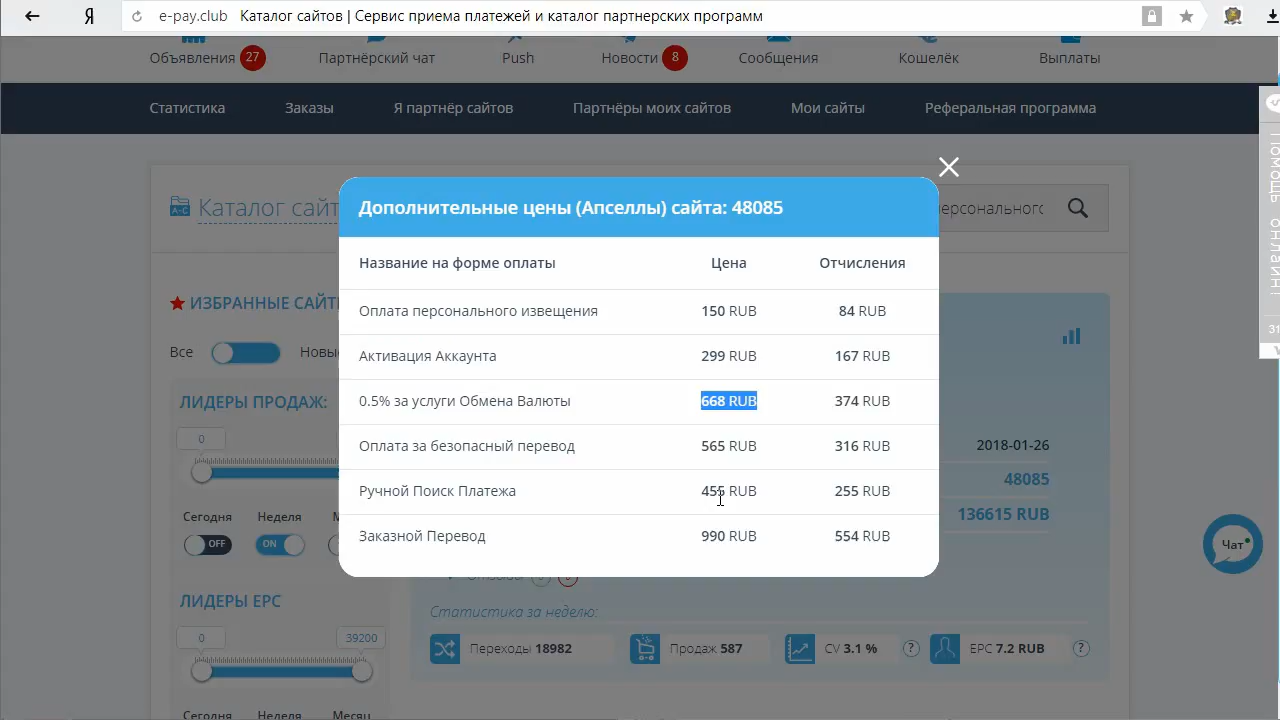 Я e-pay.club Каталог сайтов | Сервис приема платежей и каталог партнерских программ
Объявления 27 Партнёрский чат Push Новости 8 Сообщения Кошелёк Выплаты
Статистика Заказы Я партнёр сайтов Партнёры моих сайтов Мои сайты Реферальная программа
Помощь онлайн!
Каталог сайт
персональног
Дополнительные цены (Апселлы) сайта: 48085
Название на форме оплаты Цена Отчисления
Оплата персонального извещения 150 RUB 84 RUB
Активация Аккаунта 299 RUB 167 RUB
0.5% за услуги Обмена Валюты 668 RUB 374 RUB
Оплата за безопасный перевод 565 RUB 316 RUB
Ручной Поиск Платежа 455 RUB 255 RUB
Заказной Перевод 990 RUB 554 RUB
ИЗБРАННЫЕ САЙТ
Все Новы
ЛИДЕРЫ ПРОДАЖ:
0
Сегодня Неделя М
OFF ON
ЛИДЕРЫ EPC
0 39200
Сегодня Неделя Месяц
2018-01-26
48085
136615 RUB
Чат
Статистика за неделю:
Переходы 18982 Продаж 587 CV 3.1 % ? EPC 7.2 RUB ?